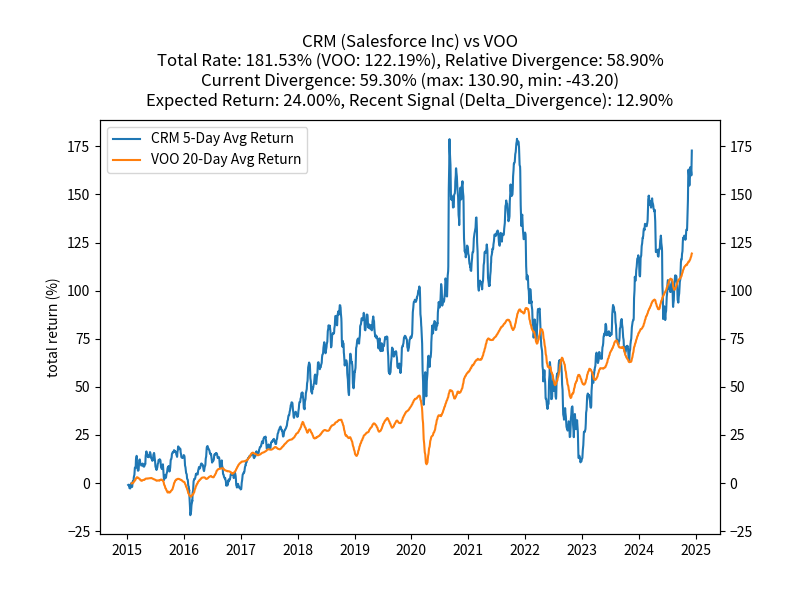 CRM (Salesforce Inc) vs VOO
Total Rate: 181.53% (VOO: 122.19%), Relative Divergence: 58.90%
Current Divergence: 59.30% (max: 130.90, min: -43.20)
Expected Return: 24.00%, Recent Signal (Delta_Divergence): 12.90%
CRM 5-Day Avg Return
VOO 20-Day Avg Return
total return (%)
175 175
150 150
125 125
100 100
75 75
50 50
25 25
0 0
−25 −25
2015 2016 2017 2018 2019 2020 2021 2022 2023 2024 2025